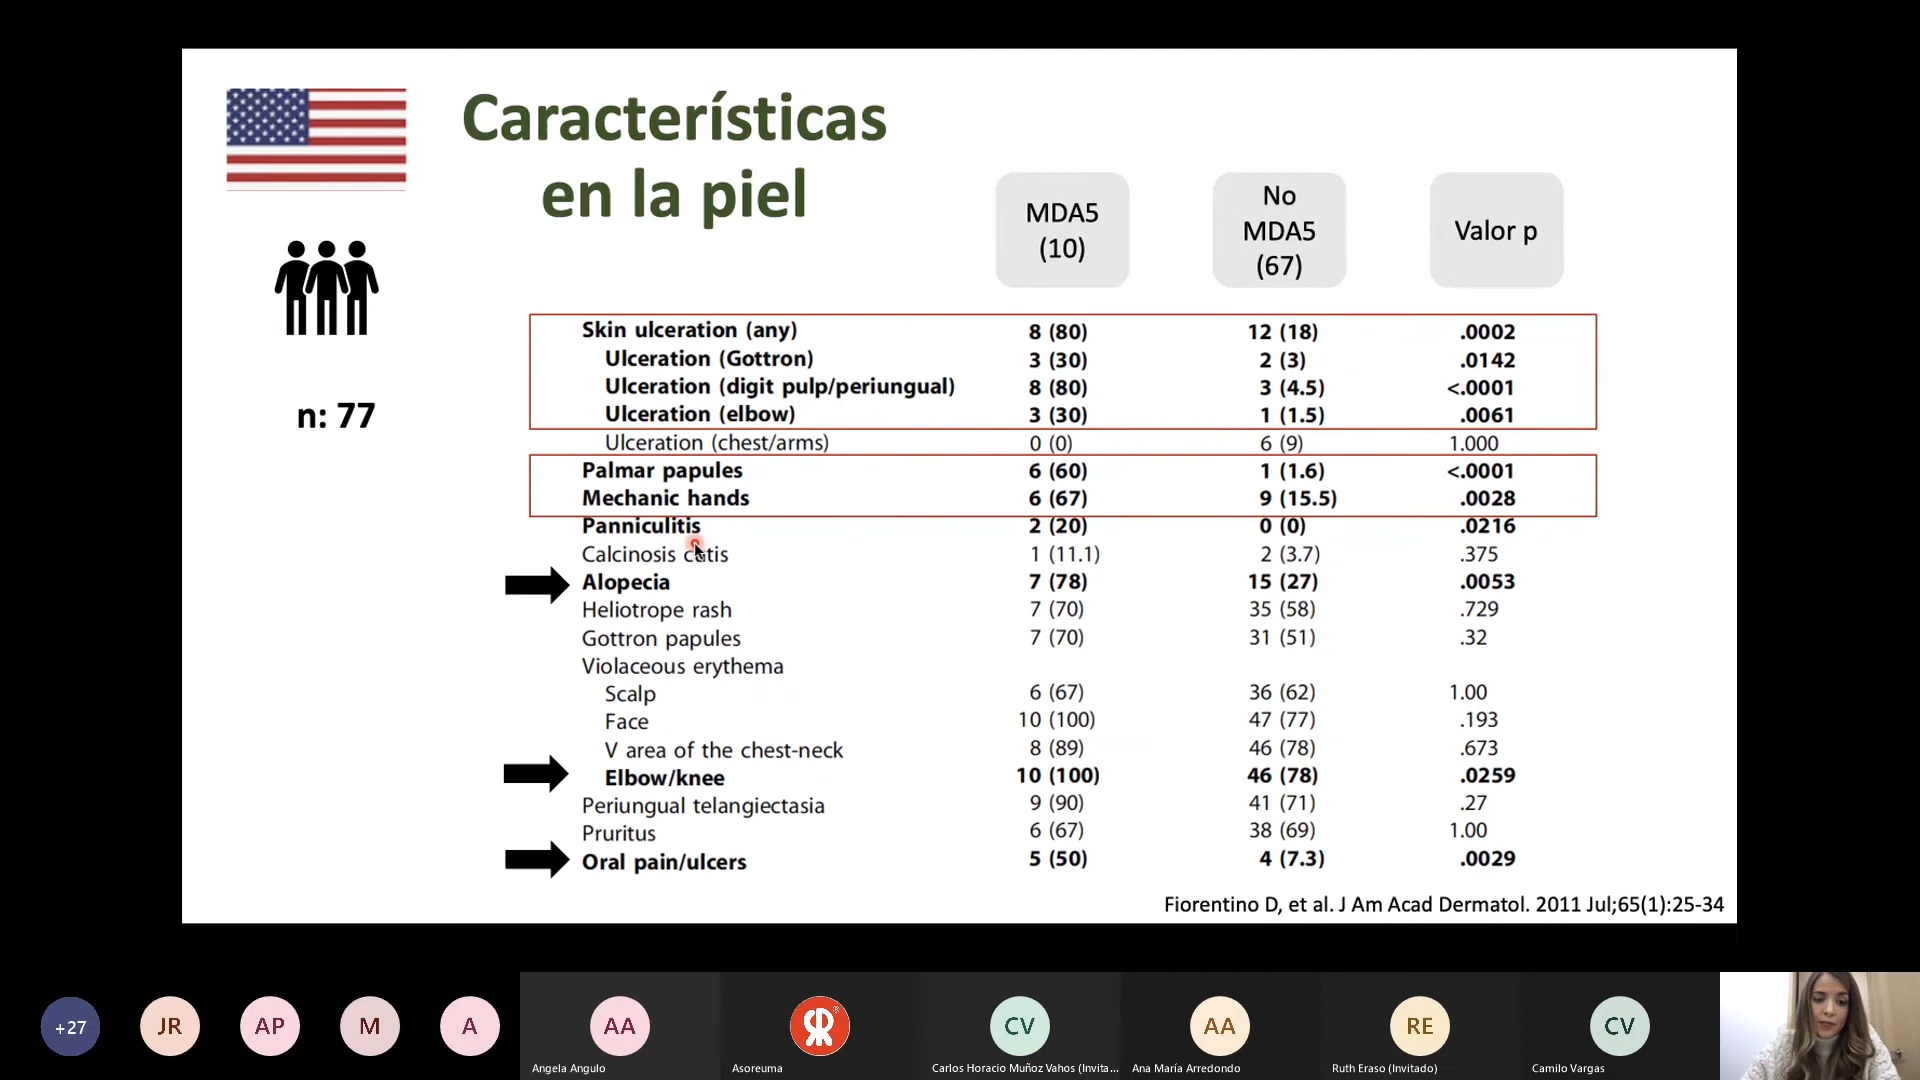 Características
en la piel
n: 77
MDA5
(10)
No
MDA5
(67)
Valor p
Skin ulceration (any) 8 (80) 12 (18) .0002
Ulceration (Gottron) 3 (30) 2 (3) .0142
Ulceration (digit pulp/periungual) 8 (80) 3 (4.5) <.0001
Ulceration (elbow) 3 (30) 1 (1.5) .0061
Ulceration (chest/arms) 0 (0) 6 (9) 1.000
Palmar papules 6 (60) 1 (1.6) <.0001
Mechanic hands 6 (67) 9 (15.5) .0028
Panniculitis 2 (20) 0 (0) .0216
Calcinosis cutis 1 (11.1) 2 (3.7) .375
Alopecia 7 (78) 15 (27) .0053
Heliotrope rash 7 (70) 35 (58) .729
Gottron papules 7 (70) 31 (51) .32
Violaceous erythema
Scalp 6 (67) 36 (62) 1.00
Face 10 (100) 47 (77) .193
V area of the chest-neck 8 (89) 46 (78) .673
Elbow/knee 10 (100) 46 (78) .0259
Periungual telangiectasia 9 (90) 41 (71) .27
Pruritus 6 (67) 38 (69) 1.00
Oral pain/ulcers 5 (50) 4 (7.3) .0029
Fiorentino D, et al. J Am Acad Dermatol. 2011 Jul;65(1):25-34
+27 JR AP M A AA CV AA RE CV
Angela Angulo Asoreuma Carlos Horacio Muñoz Vahos (Invita... Ana María Arredondo Ruth Eraso (Invitado) Camilo Vargas